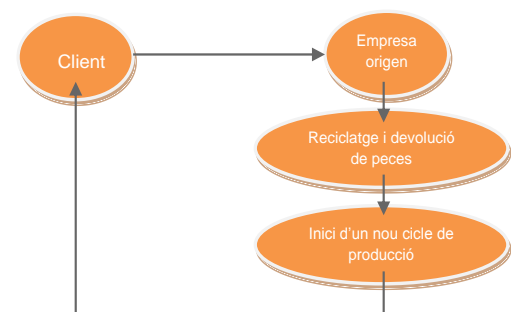 Client
Empresa
origen
Reciclatge i devolució
de peces
Inici d’un nou cicle de
producció